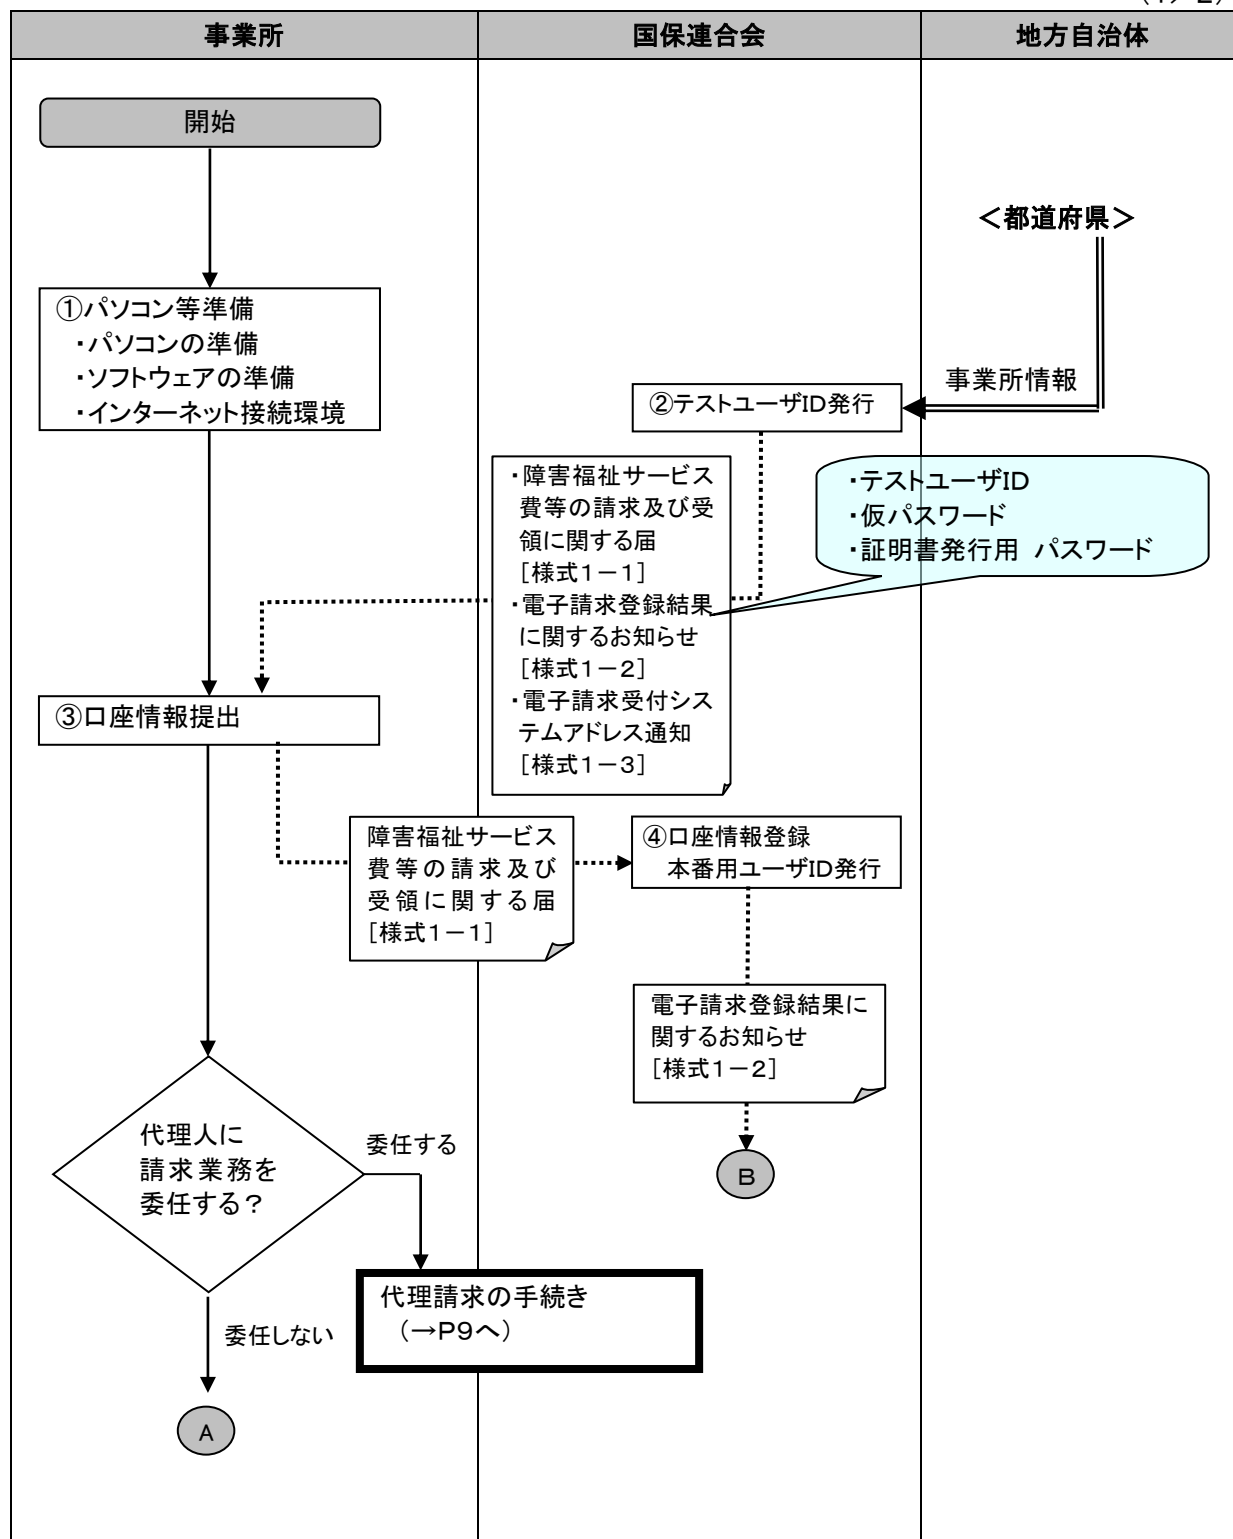 事業所
国保連合会
地方自治体
開始
<都道府県>
①パソコン等準備
・パソコンの準備
・ソフトウェアの準備
・インターネット接続環境
事業所情報
②テストユーザID発行
・障害福祉サービス
費等の請求及び受
領に関する届
[様式1-1]
・電子請求登録結果
に関するお知らせ
[様式1-2]
・電子請求受付シス
テムアドレス通知
[様式1-3]
・テストユーザID
・仮パスワード
・証明書発行用 パスワード
③口座情報提出
障害福祉サービス
費等の請求及び
受領に関する届
[様式1-1]
④口座情報登録
本番用ユーザID発行
電子請求登録結果に
関するお知らせ
[様式1-2]
B
代理人に
請求業務を
委任する?
委任する
代理請求の手続き
(→P9へ)
委任しない
A